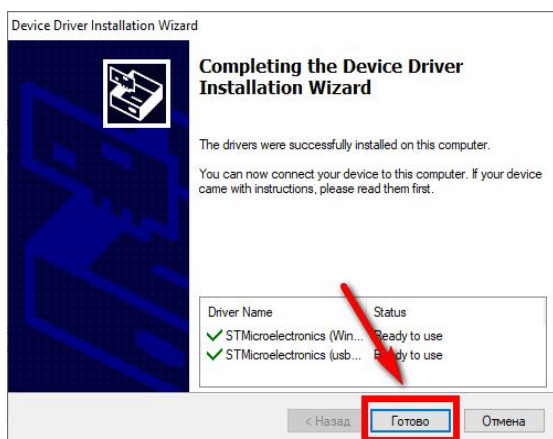 Device Driver Installation Wizard
Completing the Device Driver
Installation Wizard
The drivers were successfully installed on this computer.
You can now connect your device to this computer. If your device
came with instructions, please read them first.
Driver Name Status
STMicroelectronics (Win... Ready to use
STMicroelectronics (usb... Ready to use
< Назад Готово Отмена